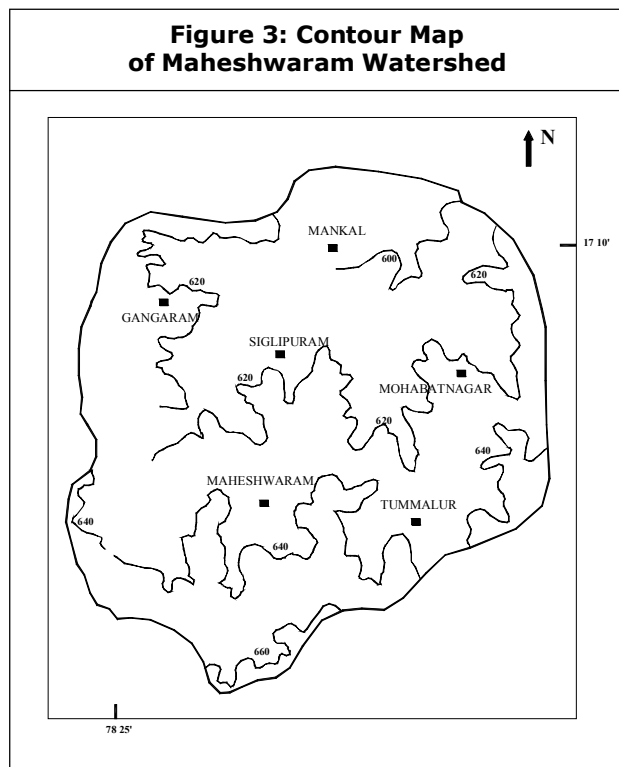 Figure 3: Contour Map
of Maheshwaram Watershed
N
MANKAL
17 10'
600
620
620
GANGARAM
SIGLIPURAM
620
MOHABATNAGAR
620
640
MAHESHWARAM
TUMMALUR
640
640
660
78 25'